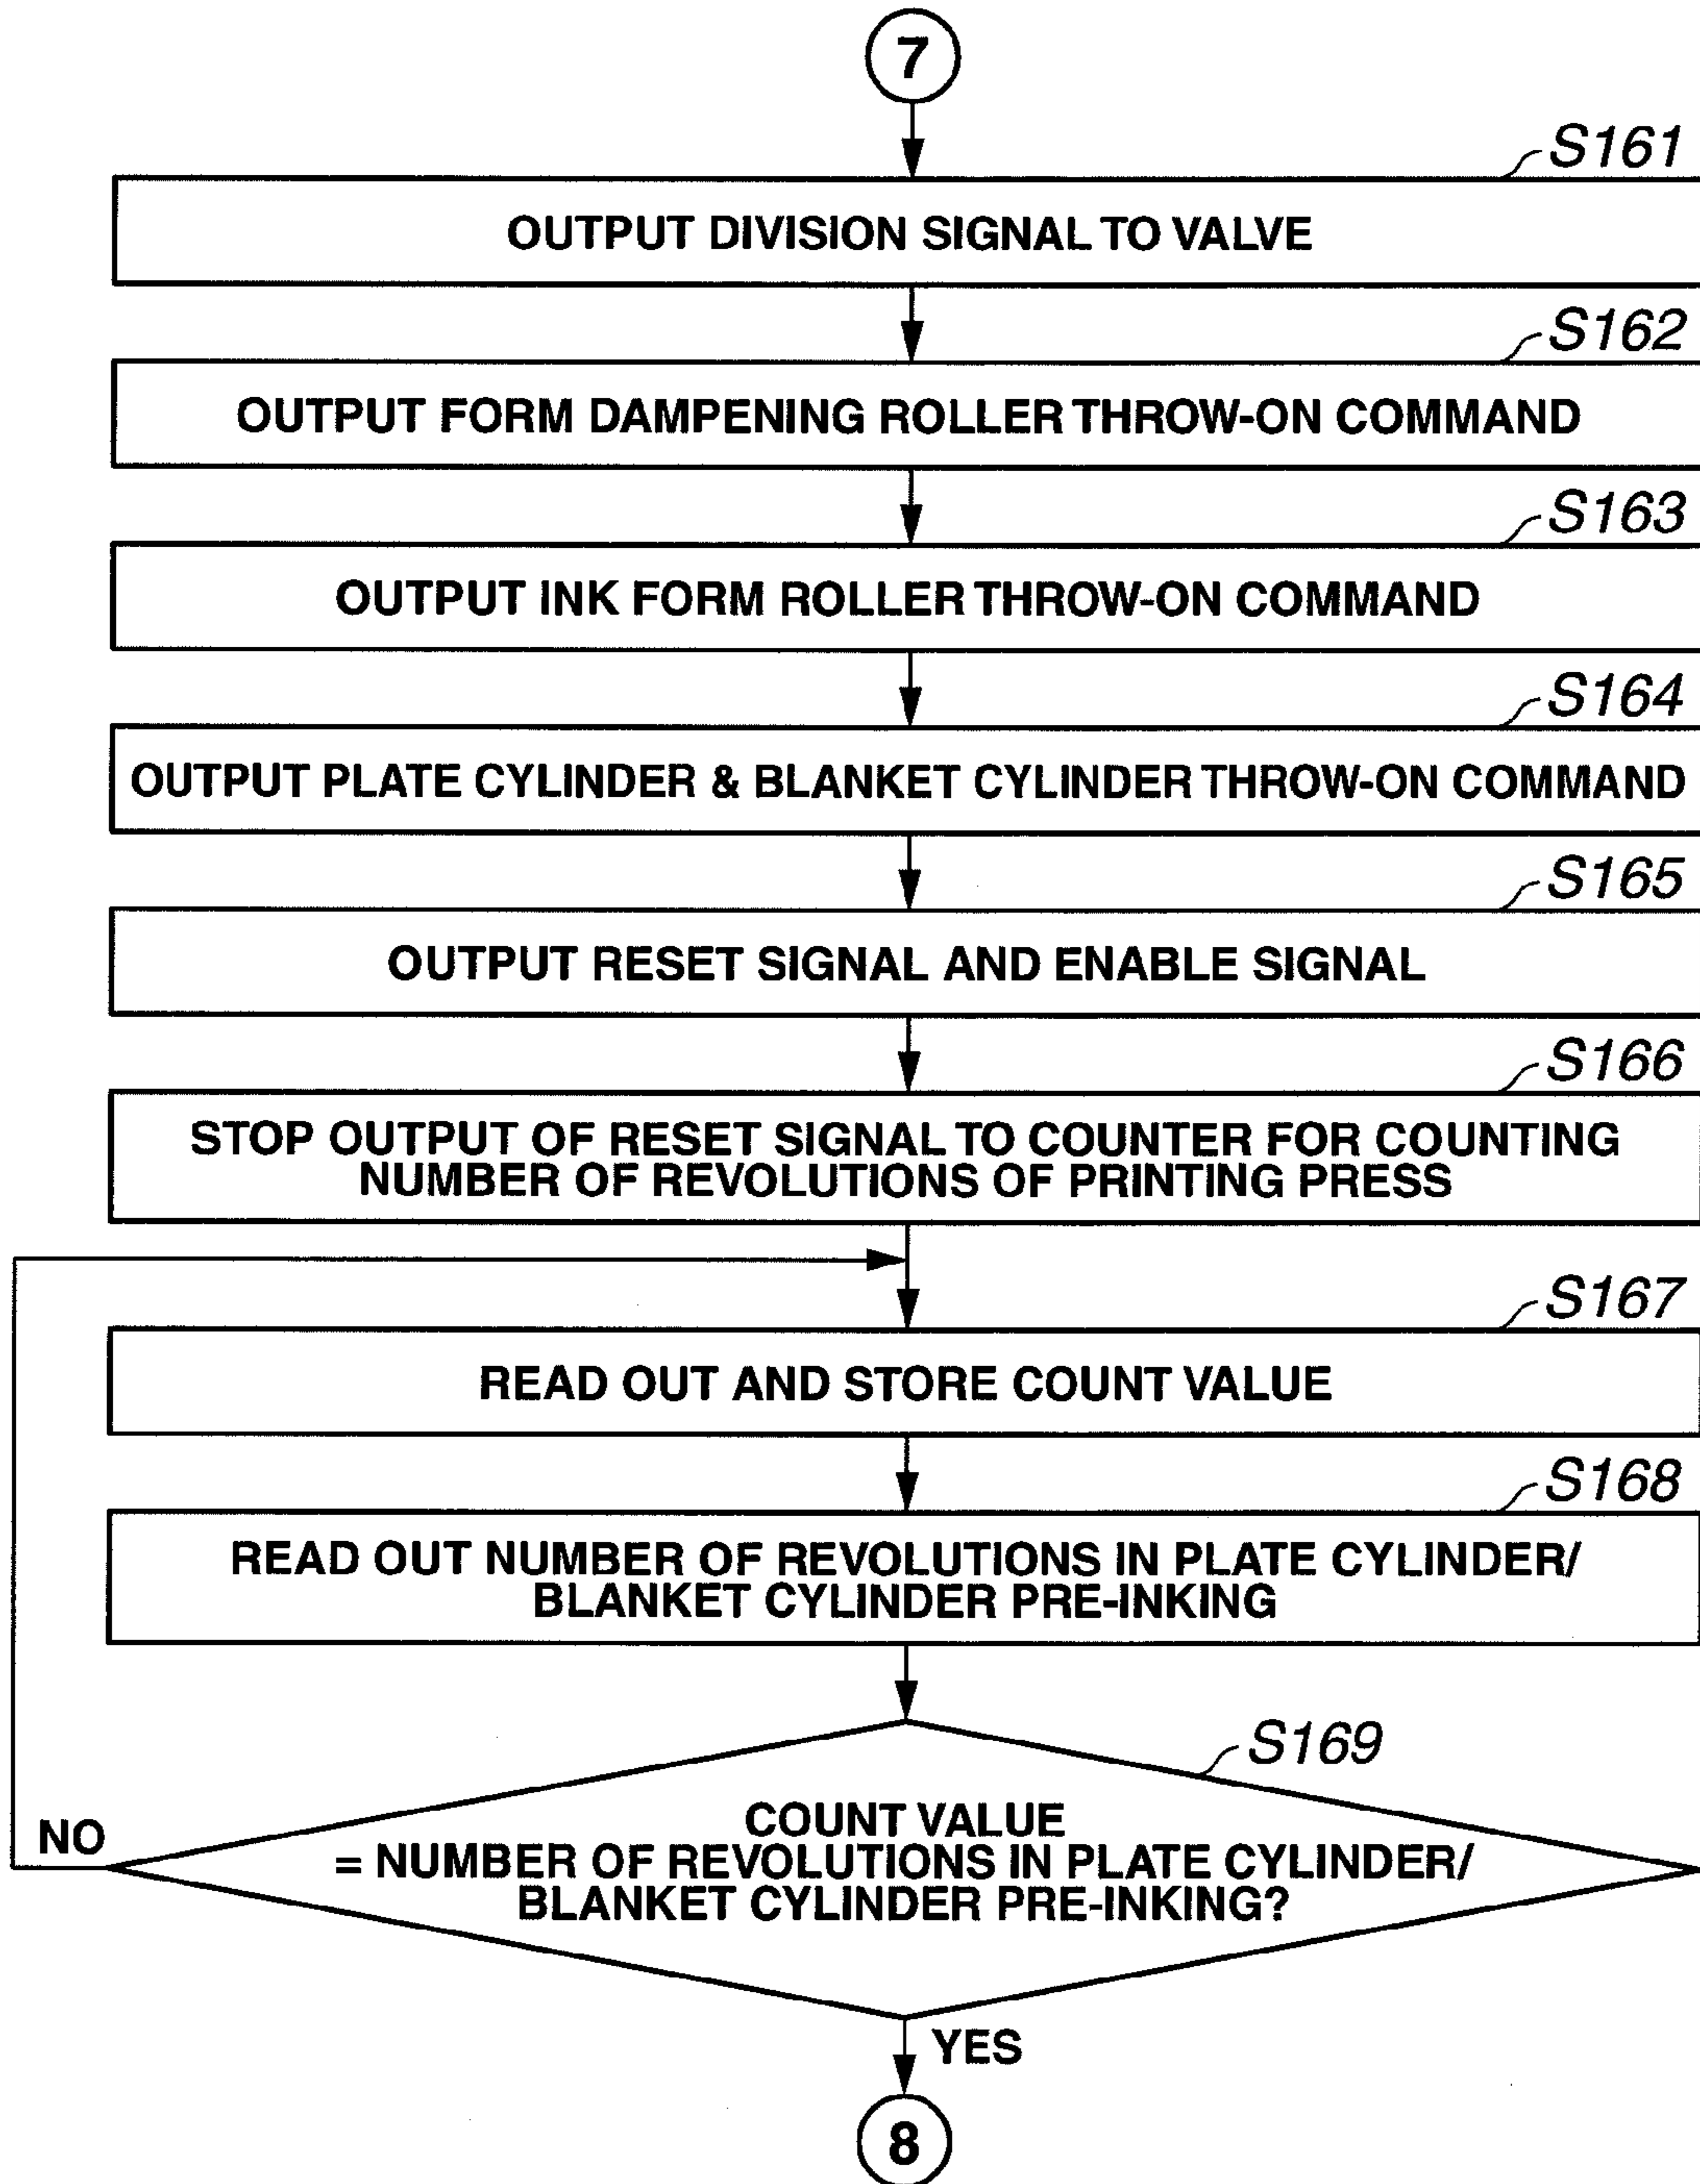 7
S161
OUTPUT DIVISION SIGNAL TO VALVE
S162
OUTPUT FORM DAMPENING ROLLER THROW-ON COMMAND
S163
OUTPUT INK FORM ROLLER THROW-ON COMMAND
S164
OUTPUT PLATE CYLINDER & BLANKET CYLINDER THROW-ON COMMAND
S165
OUTPUT RESET SIGNAL AND ENABLE SIGNAL
S166
STOP OUTPUT OF RESET SIGNAL TO COUNTER FOR COUNTING
NUMBER OF REVOLUTIONS OF PRINTING PRESS
S167
READ OUT AND STORE COUNT VALUE
S168
READ OUT NUMBER OF REVOLUTIONS IN PLATE CYLINDER/
BLANKET CYLINDER PRE-INKING
S169
COUNT VALUE
NO
= NUMBER OF REVOLUTIONS IN PLATE CYLINDER/
BLANKET CYLINDER PRE-INKING?
YES
8